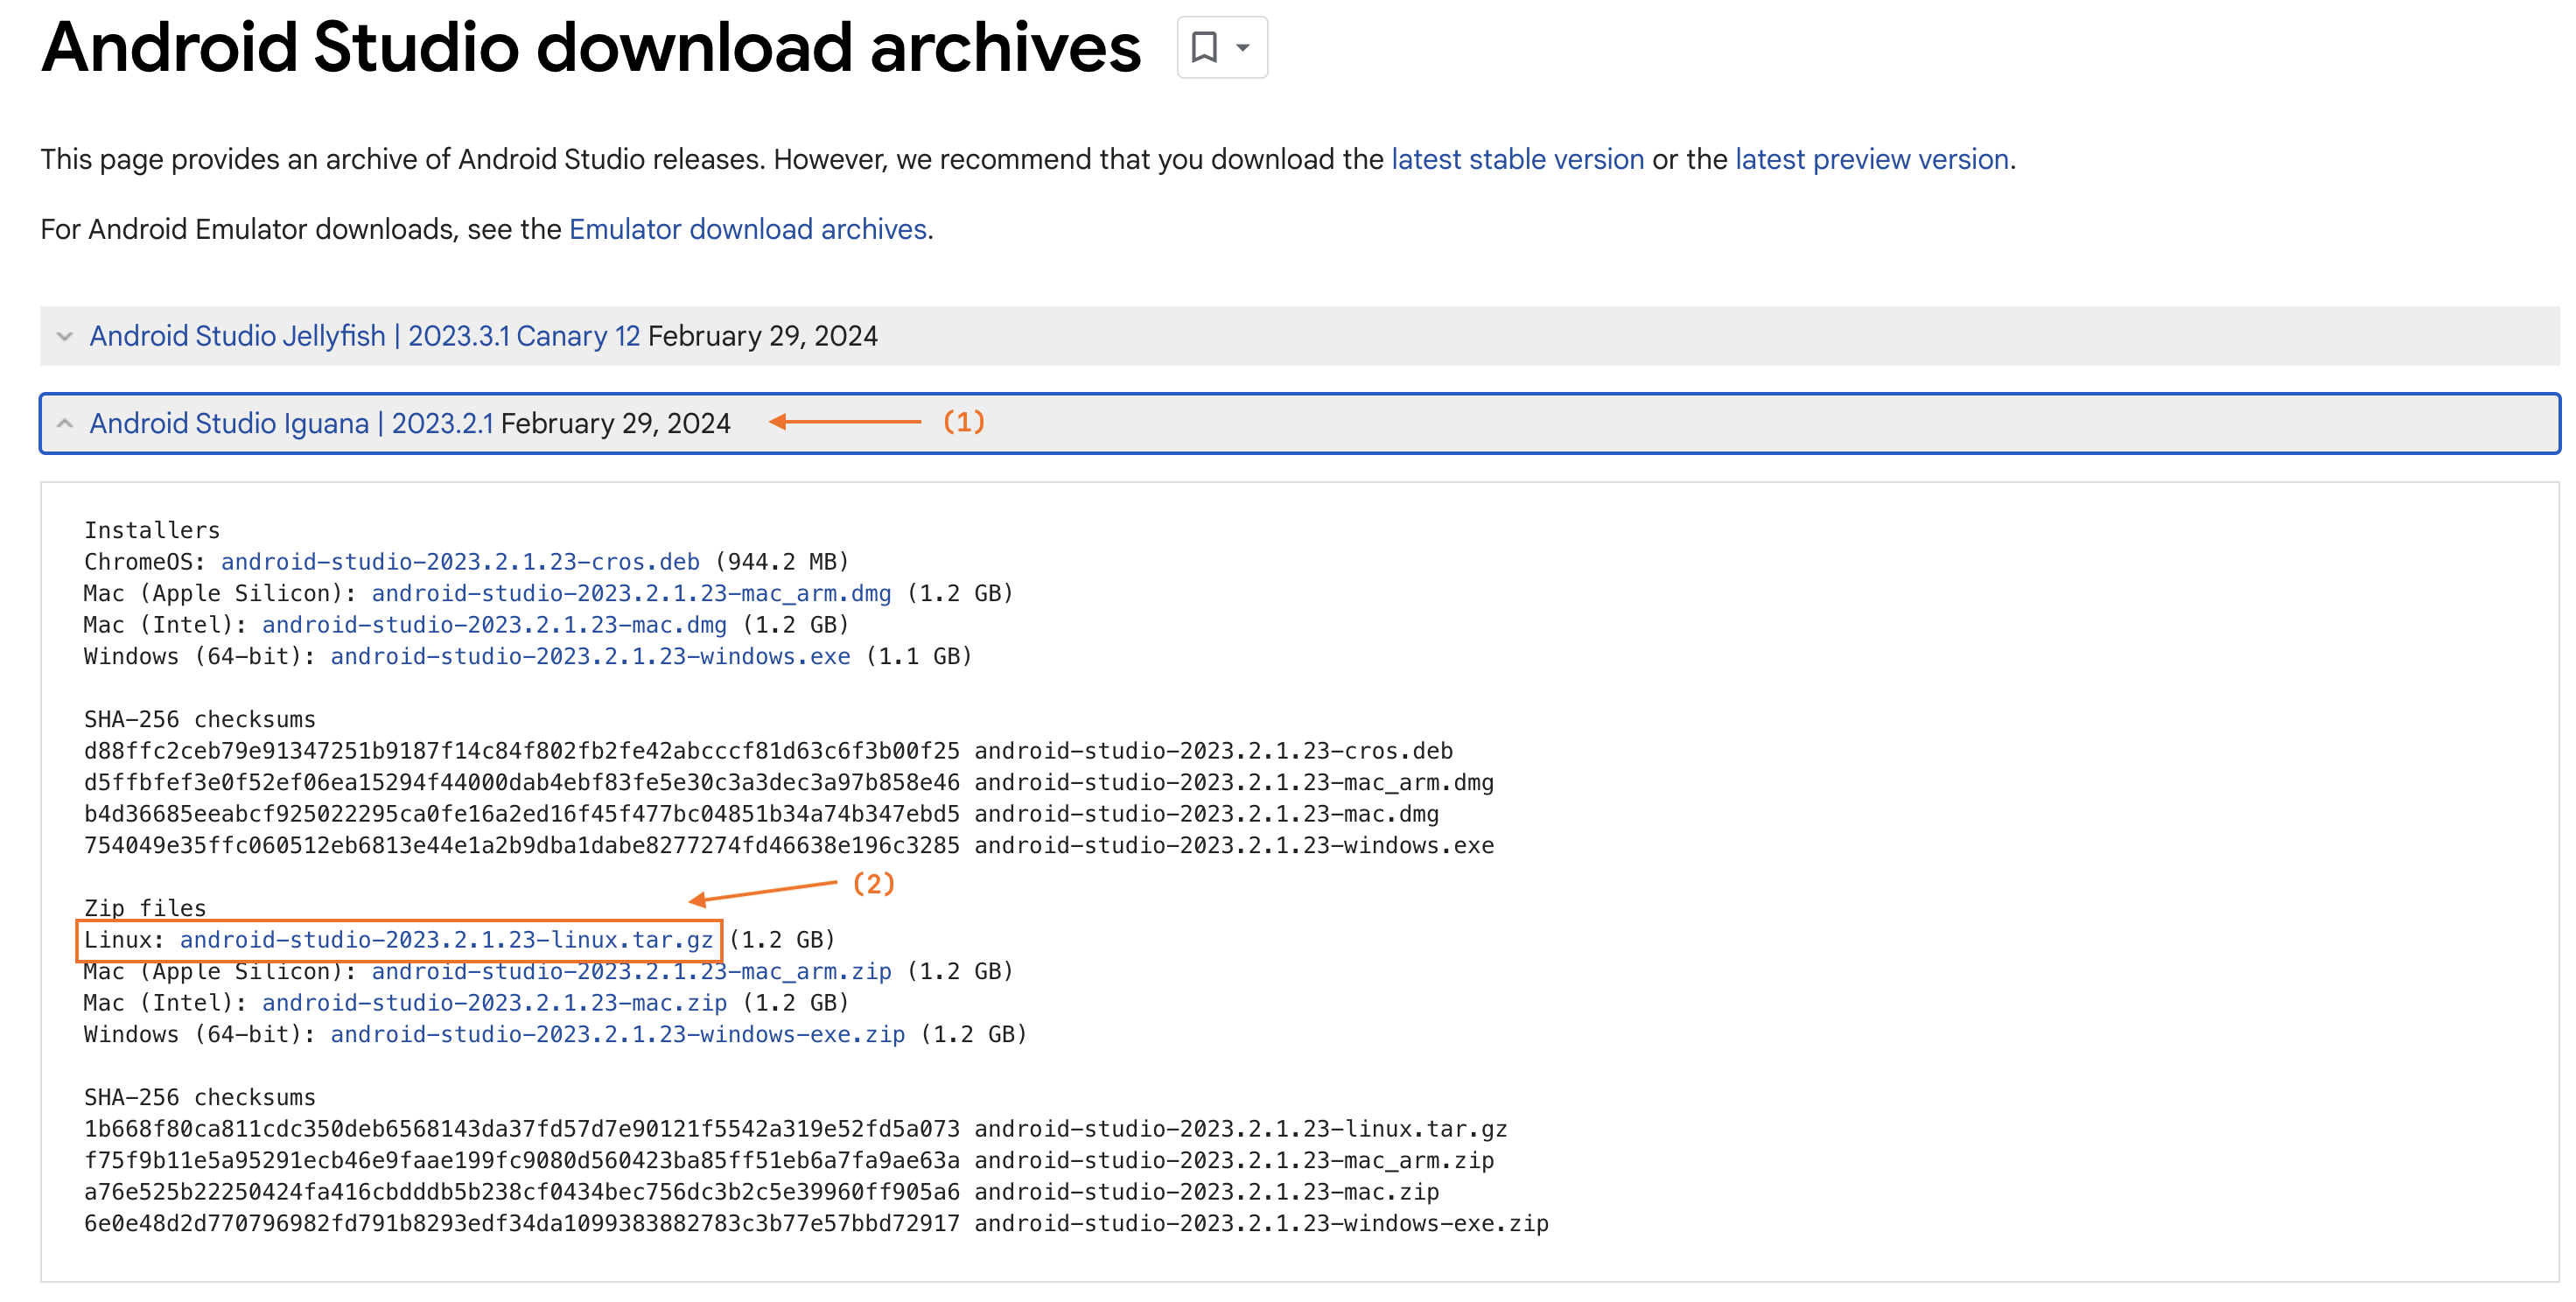 Android Studio download archives
This page provides an archive of Android Studio releases. However, we recommend that you download the latest stable version or the latest preview version.
For Android Emulator downloads, see the Emulator download archives.
Android Studio Jellyfish | 2023.3.1 Canary 12 February 29, 2024
Android Studio Iguana | 2023.2.1 February 29, 2024 (1)
Installers
ChromeOS: android-studio-2023.2.1.23-cros.deb (944.2 MB)
Mac (Apple Silicon): android-studio-2023.2.1.23-mac_arm.dmg (1.2 GB)
Mac (Intel): android-studio-2023.2.1.23-mac.dmg (1.2 GB)
Windows (64-bit): android-studio-2023.2.1.23-windows.exe (1.1 GB)
SHA-256 checksums
d88ffc2ceb79e91347251b9187f14c84f802fb2fe42abcccf81d63c6f3b00f25 android-studio-2023.2.1.23-cros.deb
d5ffbfef3e0f52ef06ea15294f44000dab4ebf83fe5e30c3a3dec3a97b858e46 android-studio-2023.2.1.23-mac_arm.dmg
b4d36685eeabcf925022295ca0fe16a2ed16f45f477bc04851b34a74b347ebd5 android-studio-2023.2.1.23-mac.dmg
754049e35ffc060512eb6813e44e1a2b9dba1dabe8277274fd46638e196c3285 android-studio-2023.2.1.23-windows.exe
(2)
Zip files
Linux: android-studio-2023.2.1.23-linux.tar.gz (1.2 GB)
Mac (Apple Silicon): android-studio-2023.2.1.23-mac_arm.zip (1.2 GB)
Mac (Intel): android-studio-2023.2.1.23-mac.zip (1.2 GB)
Windows (64-bit): android-studio-2023.2.1.23-windows-exe.zip (1.2 GB)
SHA-256 checksums
1b668f80ca811cdc350deb6568143da37fd57d7e90121f5542a319e52fd5a073 android-studio-2023.2.1.23-linux.tar.gz
f75f9b11e5a95291ecb46e9faae199fc9080d560423ba85ff51eb6a7fa9ae63a android-studio-2023.2.1.23-mac_arm.zip
a76e525b22250424fa416cbdddb5b238cf0434bec756dc3b2c5e39960ff905a6 android-studio-2023.2.1.23-mac.zip
6e0e48d2d770796982fd791b8293edf34da1099383882783c3b77e57bbd72917 android-studio-2023.2.1.23-windows-exe.zip